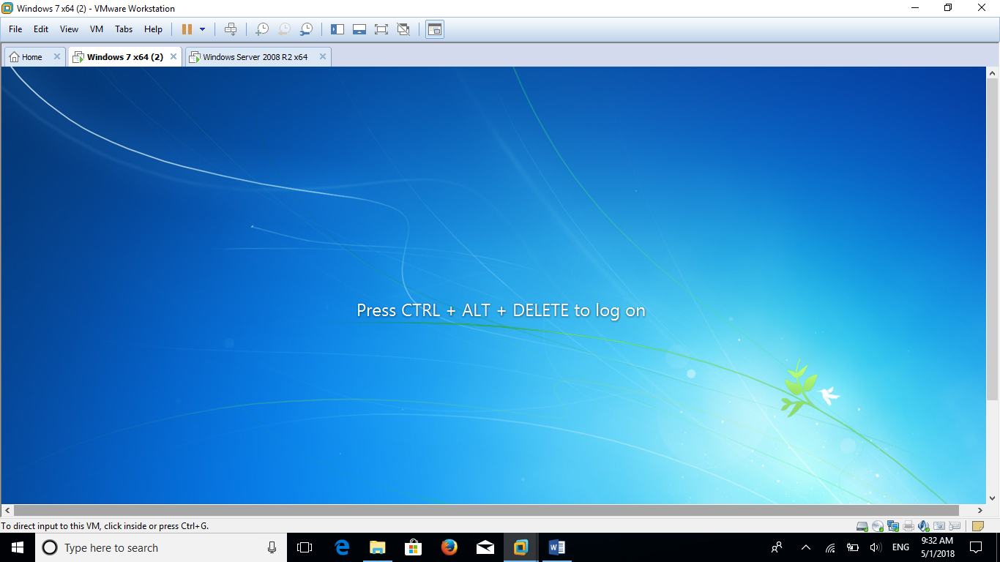 Windows 7 x64 (2) - VMware Workstation
File Edit View VM Tabs Help
Home Windows 7 x64 (2) Windows Server 2008 R2 x64
Press CTRL + ALT + DELETE to log on
To direct input to this VM, click inside or press Ctrl+G.
Type here to search
ENG
9:32 AM
5/1/2018